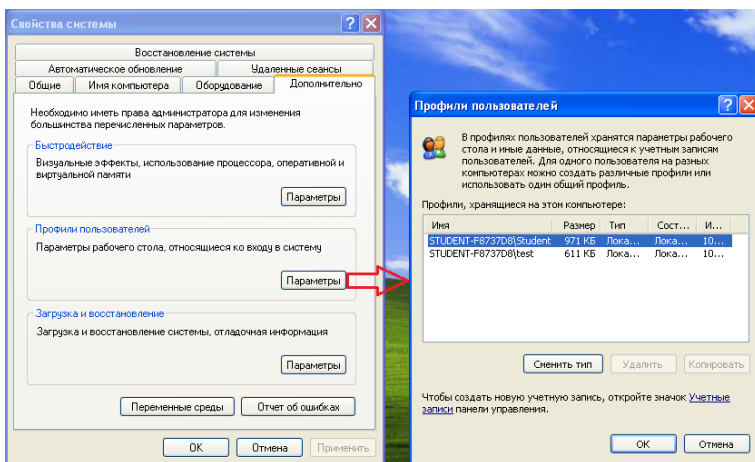 Свойства системы
Восстановление системы
Автоматическое обновление
Удаленные сеансы
Общие
Имя компьютера
Оборудование
Дополнительно
Необходимо иметь права администратора для изменения
большинства перечисленных параметров.
Быстродействие
Визуальные эффекты, использование процессора, оперативной и
виртуальной памяти
Параметры
Профили пользователей
Параметры рабочего стола, относящиеся ко входу в систему
Параметры
Загрузка и восстановление
Загрузка и восстановление системы, отладочная информация
Параметры
Переменные среды
Отчет об ошибках
ОК
Отмена
Применить
Профили пользователей
В профилях пользователей хранятся параметры рабочего
стола и иные данные, относящиеся к учетным записям
пользователей. Для одного пользователя на разных
компьютерах можно создать различные профили или
использовать один общий профиль.
Профили, хранящиеся на этом компьютере:
Имя Размер Тип Сост... И...
STUDENT-F8737D8\Student 971 КБ Лока... Лока... 10...
STUDENT-F8737D8\test 611 КБ Лока... Лока... 10...
Сменить тип
Удалить
Копировать
Чтобы создать новую учетную запись, откройте значок Учетные
записи панели управления.
ОК
Отмена